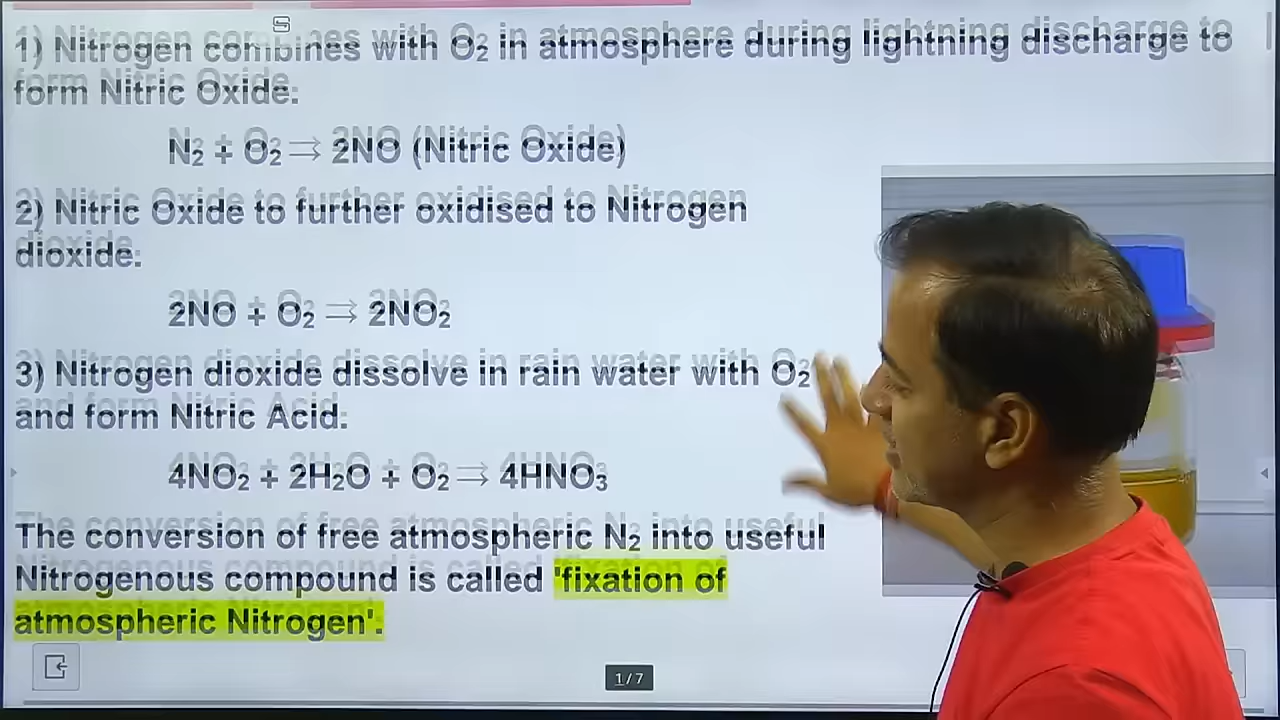 1) Nitrogen combines with O₂ in atmosphere during lightning discharge to
form Nitric Oxide.
N₂ + O₂ ⇒ 2NO (Nitric Oxide)
2) Nitric Oxide to further oxidised to Nitrogen
dioxide.
2NO + O₂ ⇒ 2NO₂
3) Nitrogen dioxide dissolve in rain water with O₂
and form Nitric Acid.
4NO₂ + 2H₂O + O₂ ⇒ 4HNO₃
The conversion of free atmospheric N₂ into useful
Nitrogenous compound is called 'fixation of
atmospheric Nitrogen'.
1/7